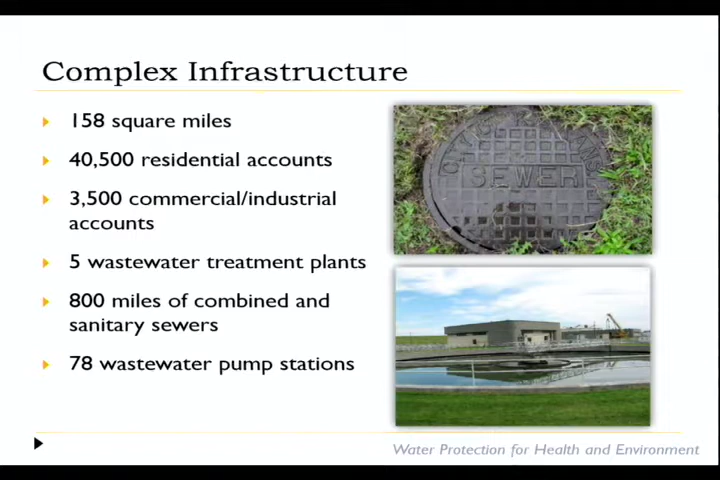 Complex Infrastructure
158 square miles
40,500 residential accounts
3,500 commercial/industrial
accounts
5 wastewater treatment plants
800 miles of combined and
sanitary sewers
78 wastewater pump stations
SEWER
Water Protection for Health and Environment